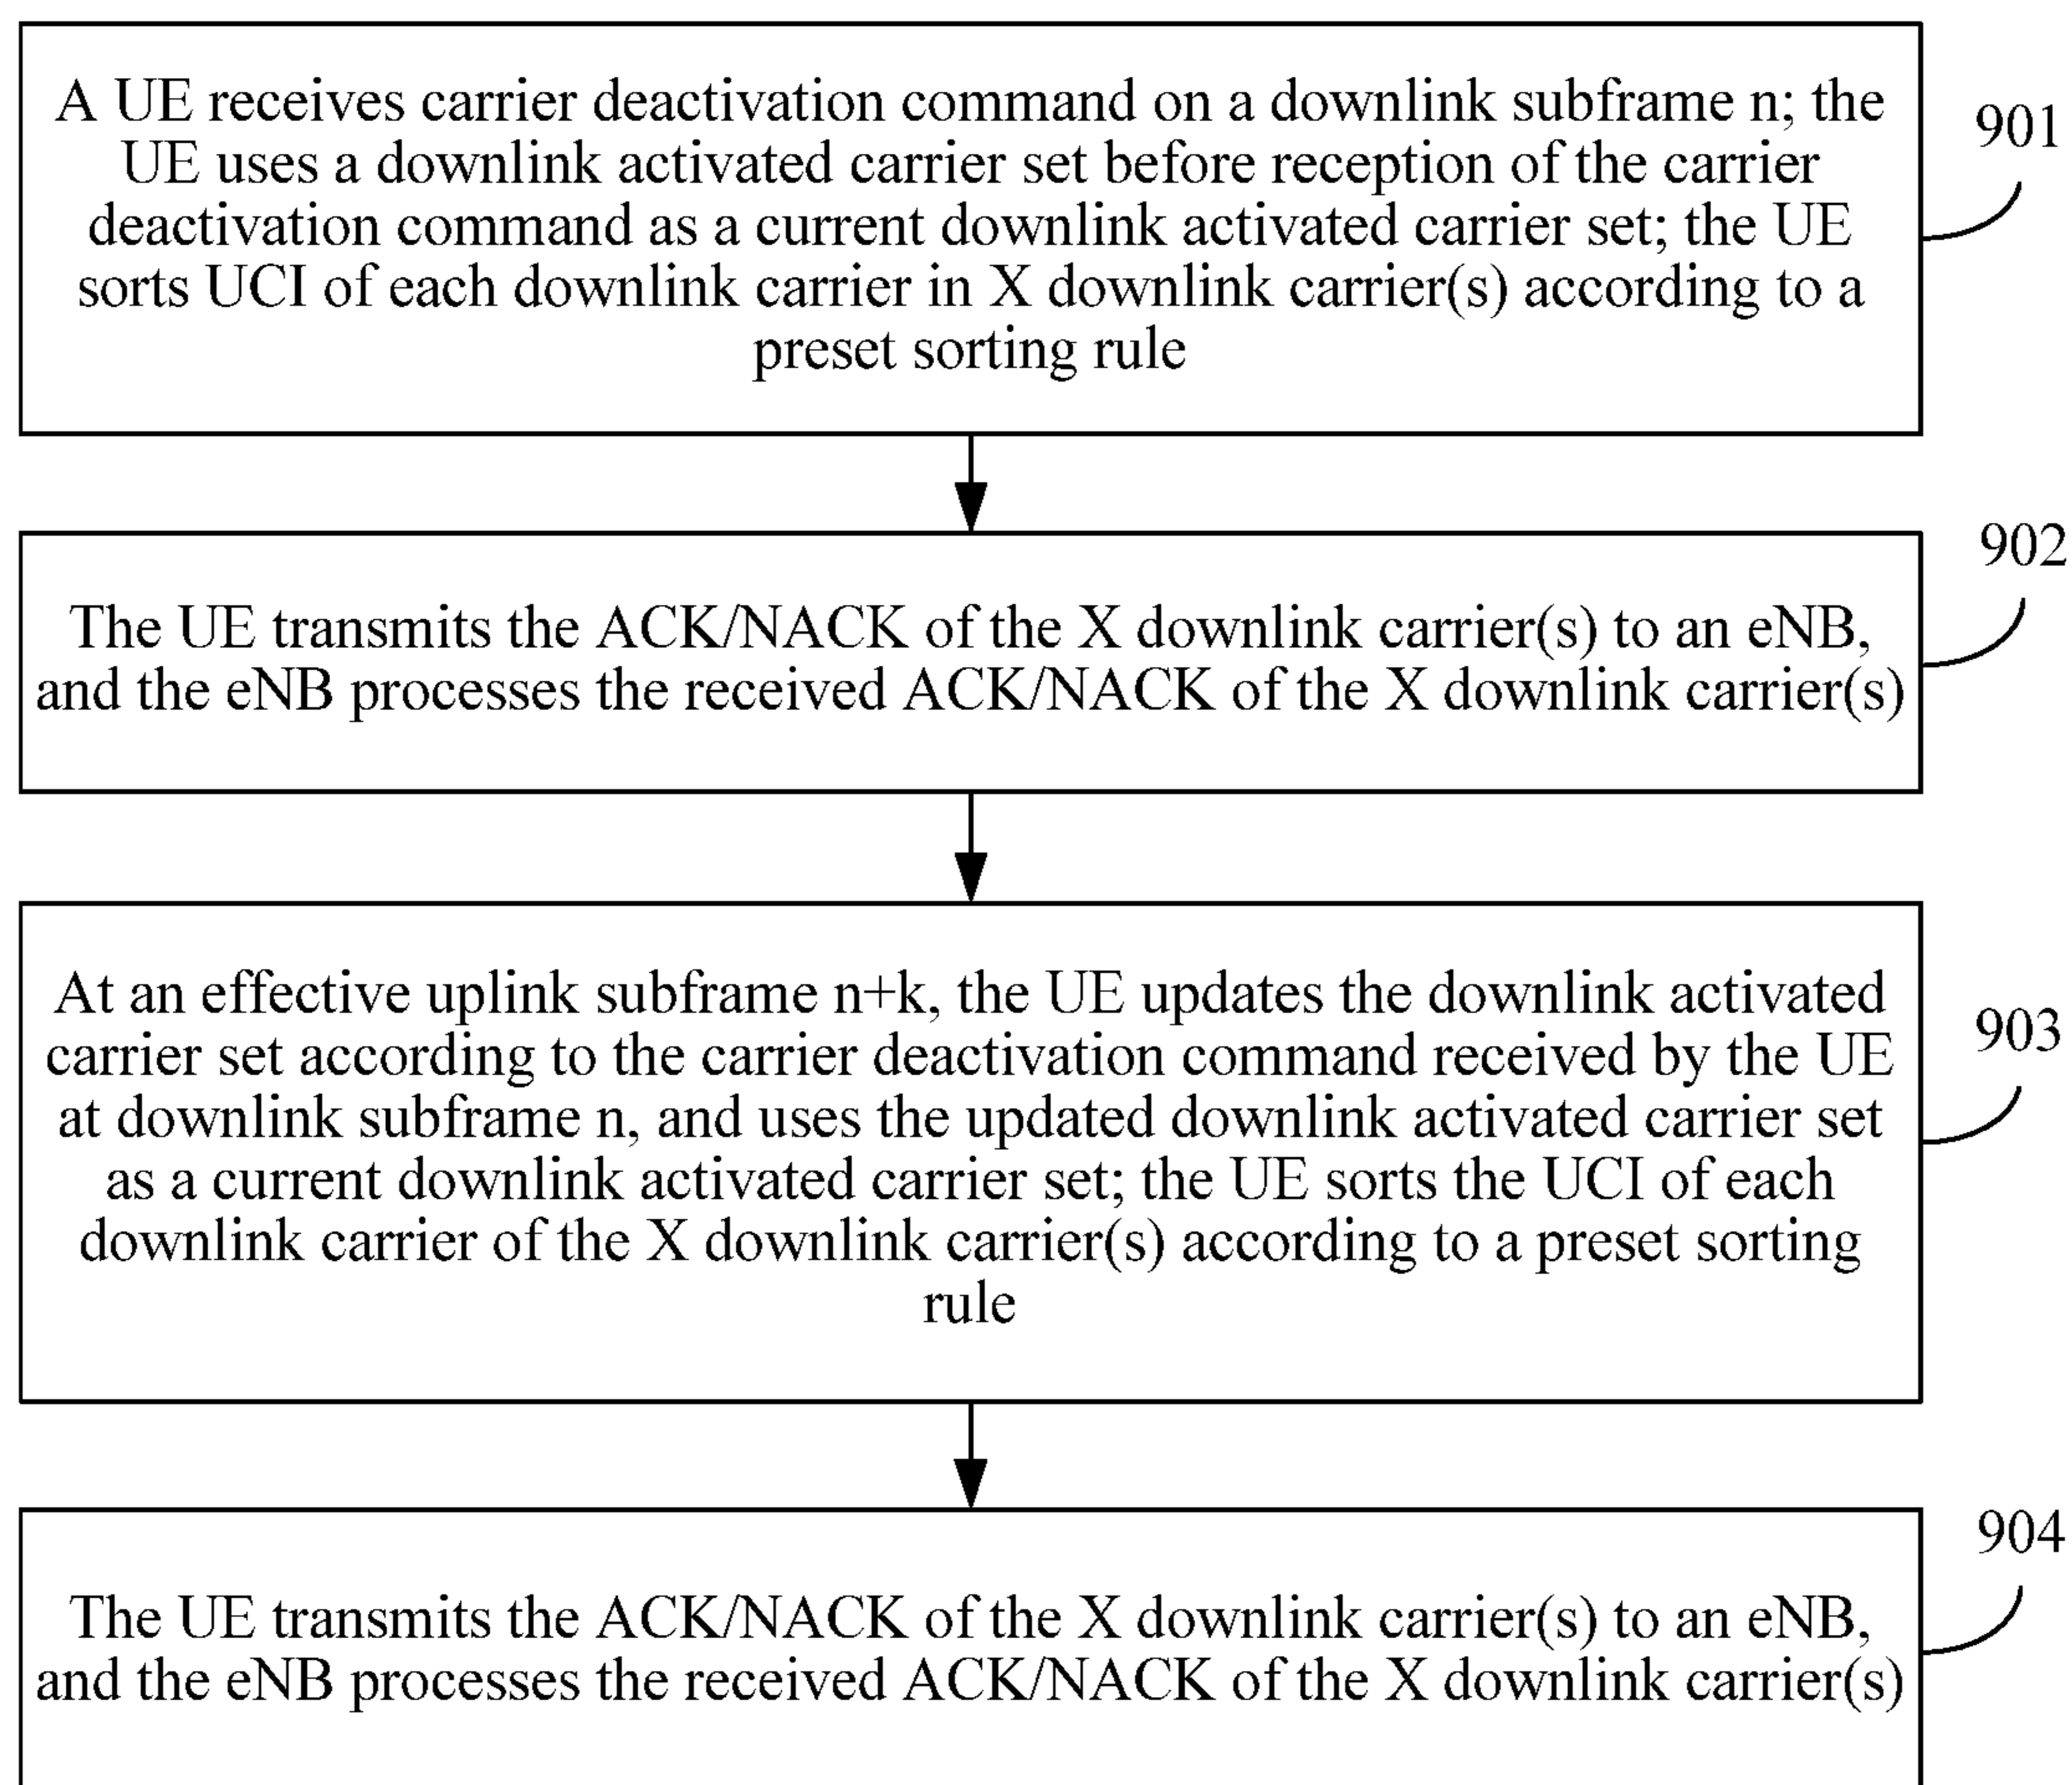 A UE receives carrier deactivation command on a downlink subframe n; the
UE uses a downlink activated carrier set before reception of the carrier
deactivation command as a current downlink activated carrier set; the UE
sorts UCI of each downlink carrier in X downlink carrier(s) according to a
preset sorting rule
901
The UE transmits the ACK/NACK of the X downlink carrier(s) to an eNB,
and the eNB processes the received ACK/NACK of the X downlink carrier(s)
902
At an effective uplink subframe n+k, the UE updates the downlink activated
carrier set according to the carrier deactivation command received by the UE
at downlink subframe n, and uses the updated downlink activated carrier set
as a current downlink activated carrier set; the UE sorts the UCI of each
downlink carrier of the X downlink carrier(s) according to a preset sorting
rule
903
The UE transmits the ACK/NACK of the X downlink carrier(s) to an eNB,
and the eNB processes the received ACK/NACK of the X downlink carrier(s)
904